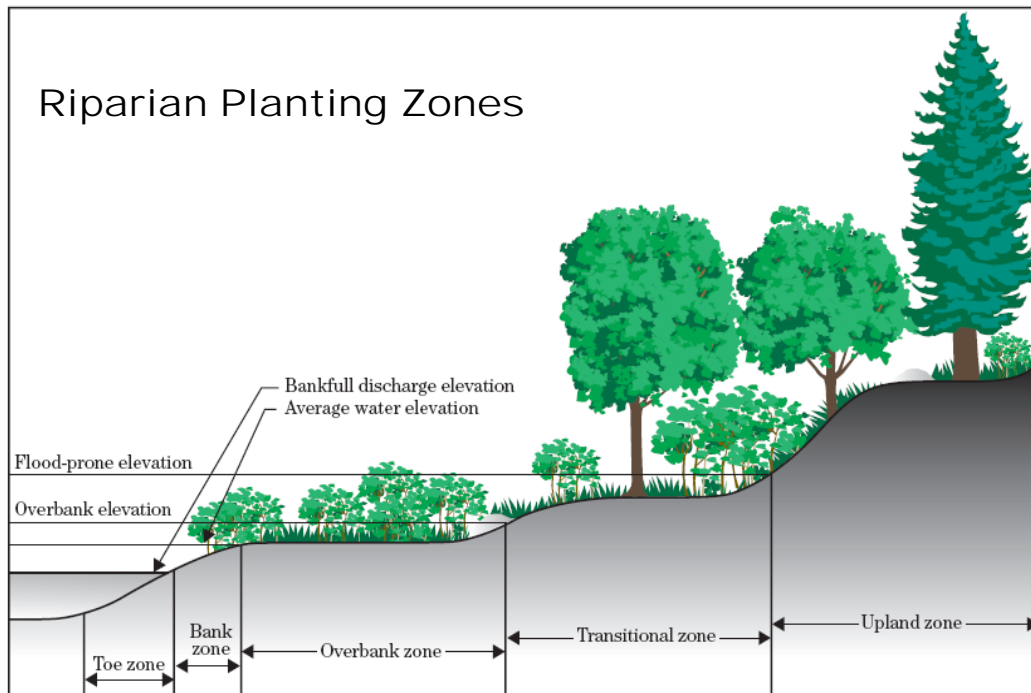 Riparian Planting Zones
Bankfull discharge elevation
Average water elevation
Flood-prone elevation
Overbank elevation
Bank
zone
Toe zone
Overbank zone
Transitional zone
Upland zone